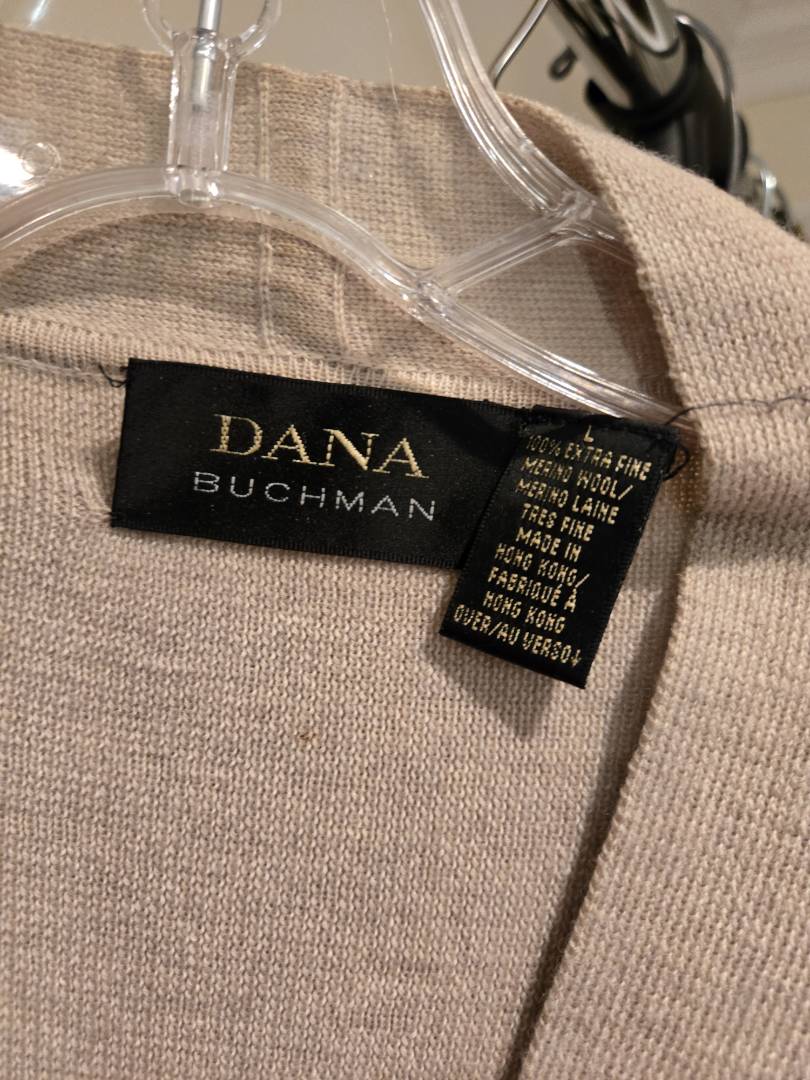 DANA
BUCHMAN
L
100% EXTRA FINE
MERINO WOOL/
MERINO LAINE
TRES FINE
MADE IN
HONG KONG/
FABRIQUÉ À
HONG KONG
OVER/AU VERSO↓